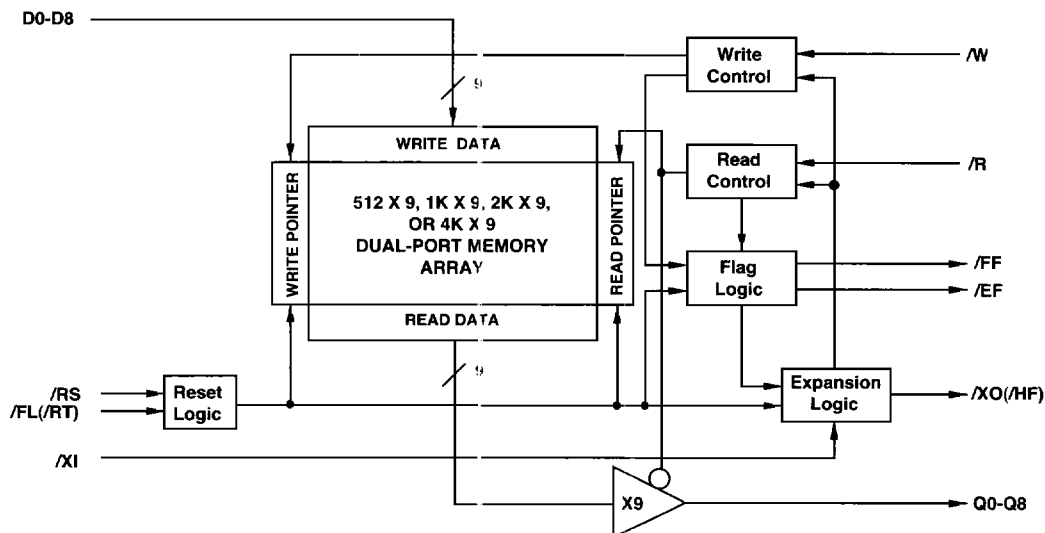 D0-D8
9
WRITE DATA
WRITE POINTER
512 X 9, 1K X 9, 2K X 9,
OR 4K X 9
DUAL-PORT MEMORY
ARRAY
READ POINTER
READ DATA
9
Write
Control
/W
Read
Control
/R
Flag
Logic
/FF
/EF
/RS
/FL(/RT)
Reset
Logic
Expansion
Logic
/XO(/HF)
/XI
X9
Q0-Q8